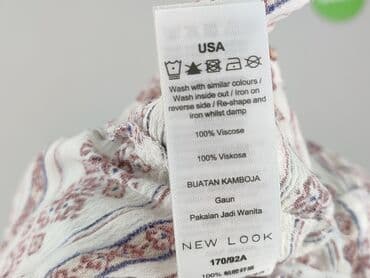 USA
Wash with similar colours /
Wash inside out / Iron on
reverse side / Re-shape and
iron whilst damp
100% Viscose
100% Viskosa
BUATAN KAMBOJA
Gaun
Pakaian Jadi Wanita
NEW LOOK
170/92A
100%